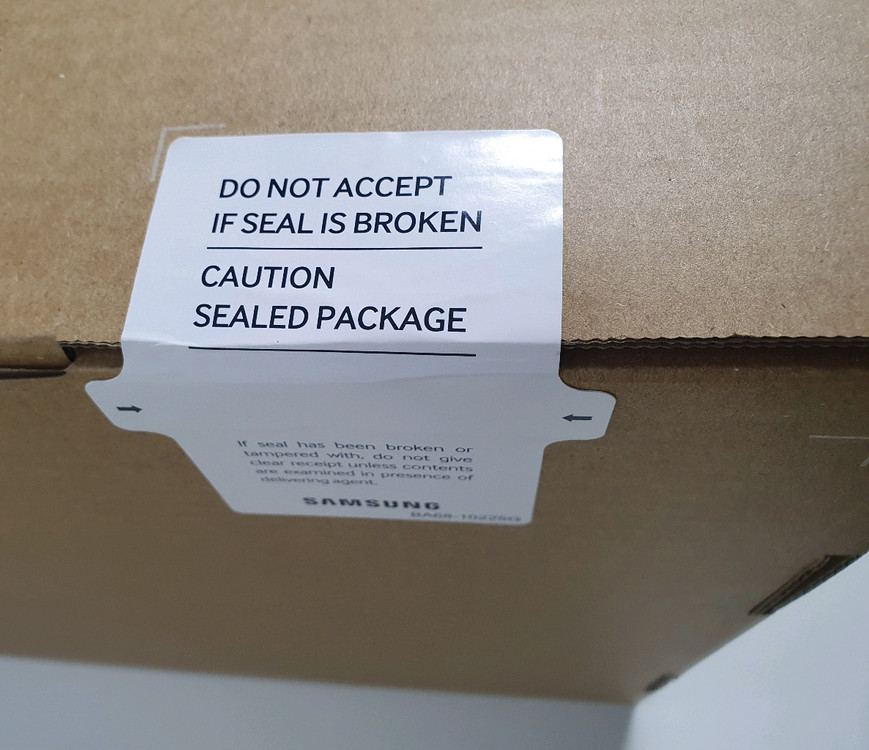 DO NOT ACCEPT
IF SEAL IS BROKEN
CAUTION
SEALED PACKAGE
If seal has been broken or
tampered with, do not give
clear receipt unless contents
are examined in presence of
delivering agent.
SAMSUNG